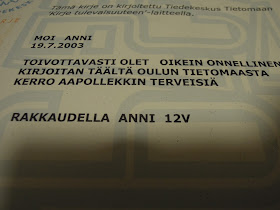 Tämä kirje on kirjoitettu Tiedekeskus Tietomaan
Kirje tulevaisuuteen'-laitteella.
MOI ANNI
19.7.2003
TOIVOTTAVASTI OLET OIKEIN ONNELLINEN
KIRJOITAN TÄÄLTÄ OULUN TIETOMAASTA
KERRO AAPOLLEKKIN TERVEISIÄ
RAKKAUDELLA ANNI 12V